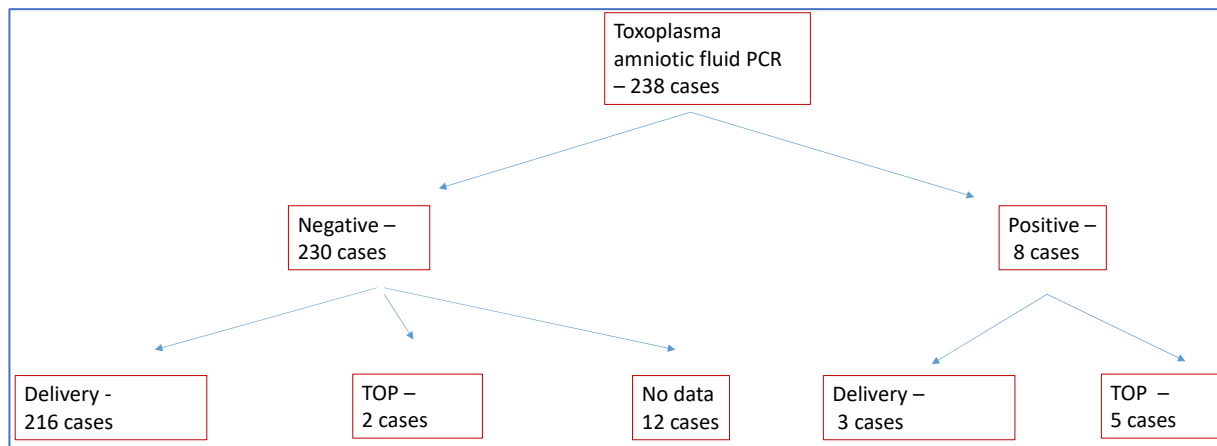 Toxoplasma
amniotic fluid PCR
– 238 cases
Negative –
230 cases
Positive –
8 cases
Delivery -
216 cases
TOP –
2 cases
No data
12 cases
Delivery –
3 cases
TOP –
5 cases